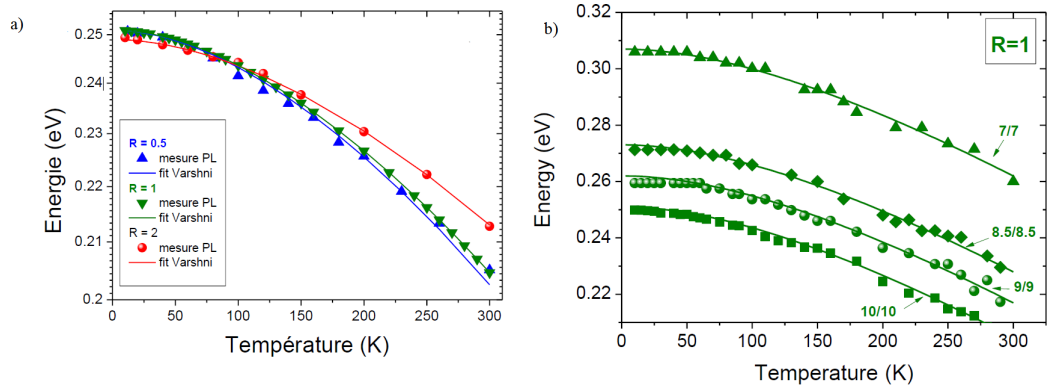 a)
0.25
0.24
0.23
0.22
0.21
0.2
Energie (eV)
R = 0.5
mesure PL
fit Varshni
R = 1
mesure PL
fit Varshni
R = 2
mesure PL
fit Varshni
0 50 100 150 200 250 300
Température (K)
b)
0.32
0.30
0.28
0.26
0.24
0.22
Energy (eV)
R=1
7/7
8.5/8.5
9/9
10/10
0 50 100 150 200 250 300
Temperature (K)